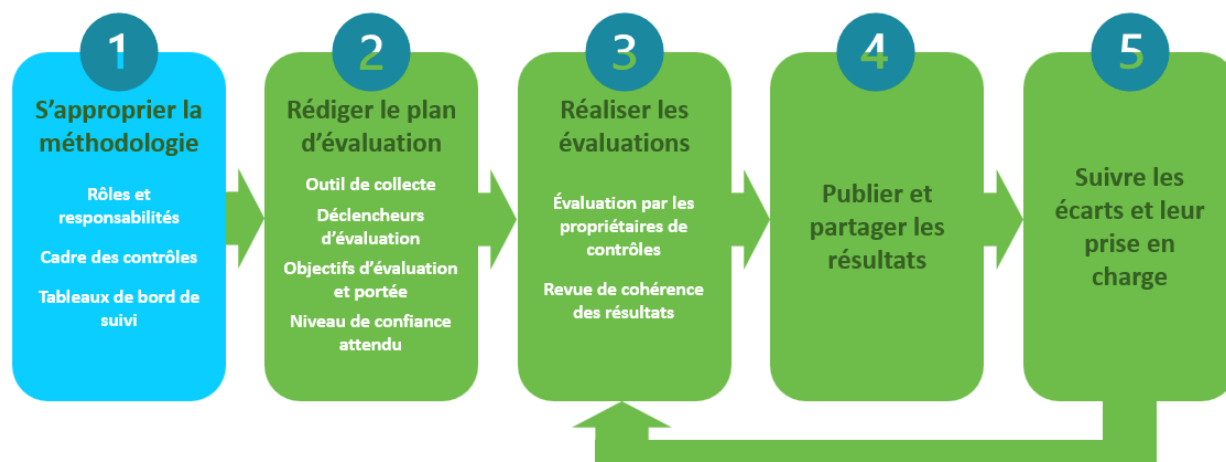 1
S'appropier la
méthodologie
Rôles et
responsabilités
Cadre des contrôles
Tableaux de bord de
suivi
2
Rédiger le plan
d'évaluation
Outil de collecte
Déclencheurs
d'évaluation
Objectifs d'évaluation
et portée
Niveau de confiance
attendu
3
Réaliser les
évaluations
Évaluation par les
propriétaires de
contrôles
Revue de cohérence
des résultats
4
Publier et
partager les
résultats
5
Suivre les
écarts et leur
prise en
charge